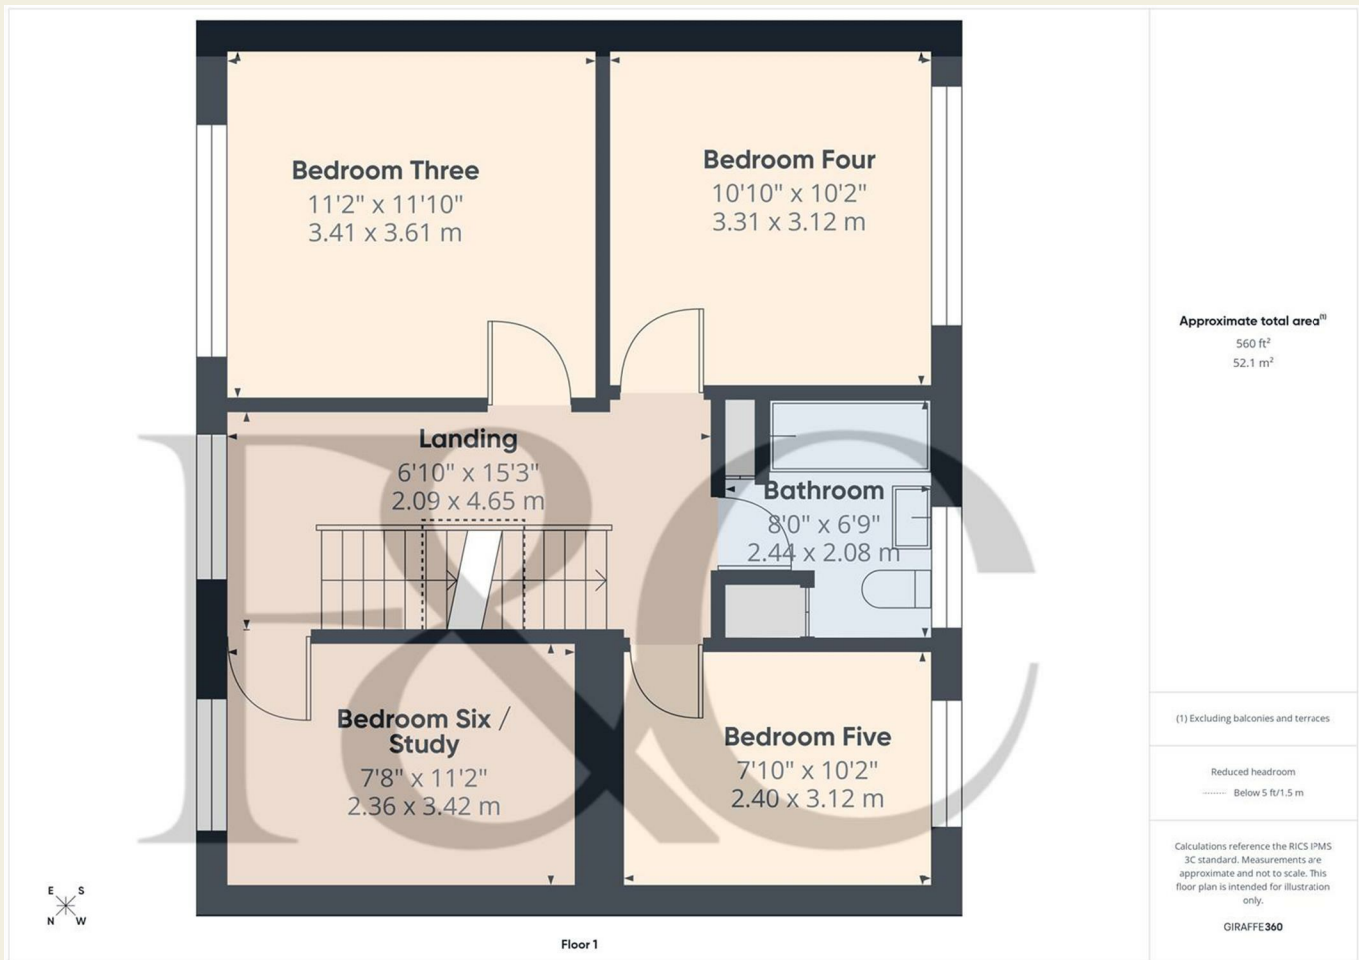 Bedroom Three
11'2" x 11'10"
3.41 x 3.61 m
Bedroom Four
10'10" x 10'2"
3.31 x 3.12 m
Landing
6'10" x 15'3"
2.09 x 4.65 m
Bathroom
8'0" x 6'9"
2.44 x 2.08 m
Bedroom Six /
Study
7'8" x 11'2"
2.36 x 3.42 m
Bedroom Five
7'10" x 10'2"
2.40 x 3.12 m
F&C
E S
N W
Floor 1
Approximate total area(1)
560 ft²
52.1 m²
(1) Excluding balconies and terraces
Reduced headroom
Below 5 ft/1.5 m
Calculations reference the RICS IPMS
3C standard. Measurements are
approximate and not to scale. This
floor plan is intended for illustration
only.
GIRAFFE360